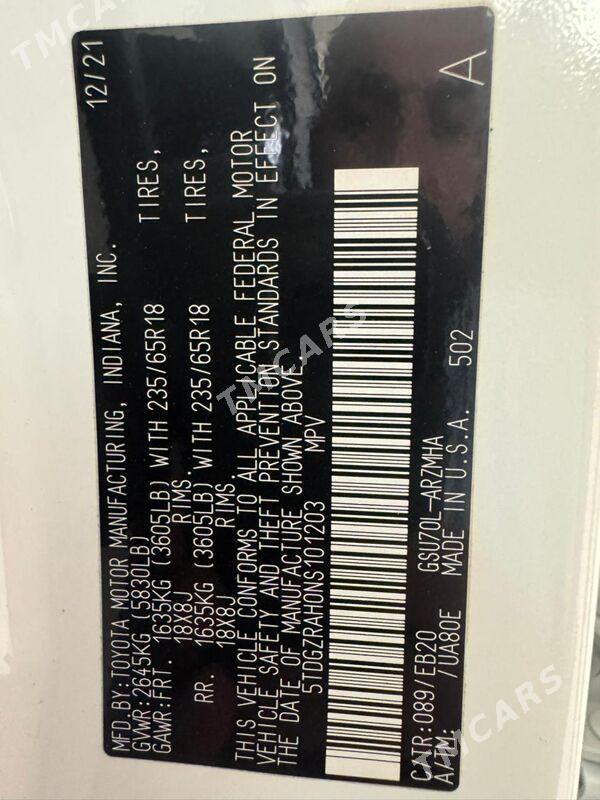 MFD.BY:TOYOTA MOTOR MANUFACTURING, INDIANA, INC. 12/21
GVWR:2645KG (5830LB)
GAWR:FRT. 1635KG (3605LB) WITH 235/65R18 TIRES,
18X8J RIMS.
RR. 1635KG (3605LB) WITH 235/65R18 TIRES,
18X8J RIMS
THIS VEHICLE CONFORMS TO ALL APPLICABLE FEDERAL MOTOR
VEHICLE SAFETY AND THEFT PREVENTION STANDARDS IN EFFECT ON
THE DATE OF MANUFACTURE SHOWN ABOVE.
5TDGZRAH0NS101203 MPV
C/TR:089/EB20 GSU70L-ARZMHA
A/TM: /UA80E MADE IN U.S.A. 502 A
TMCARS
TMCARS
TMCARS
TMCARS